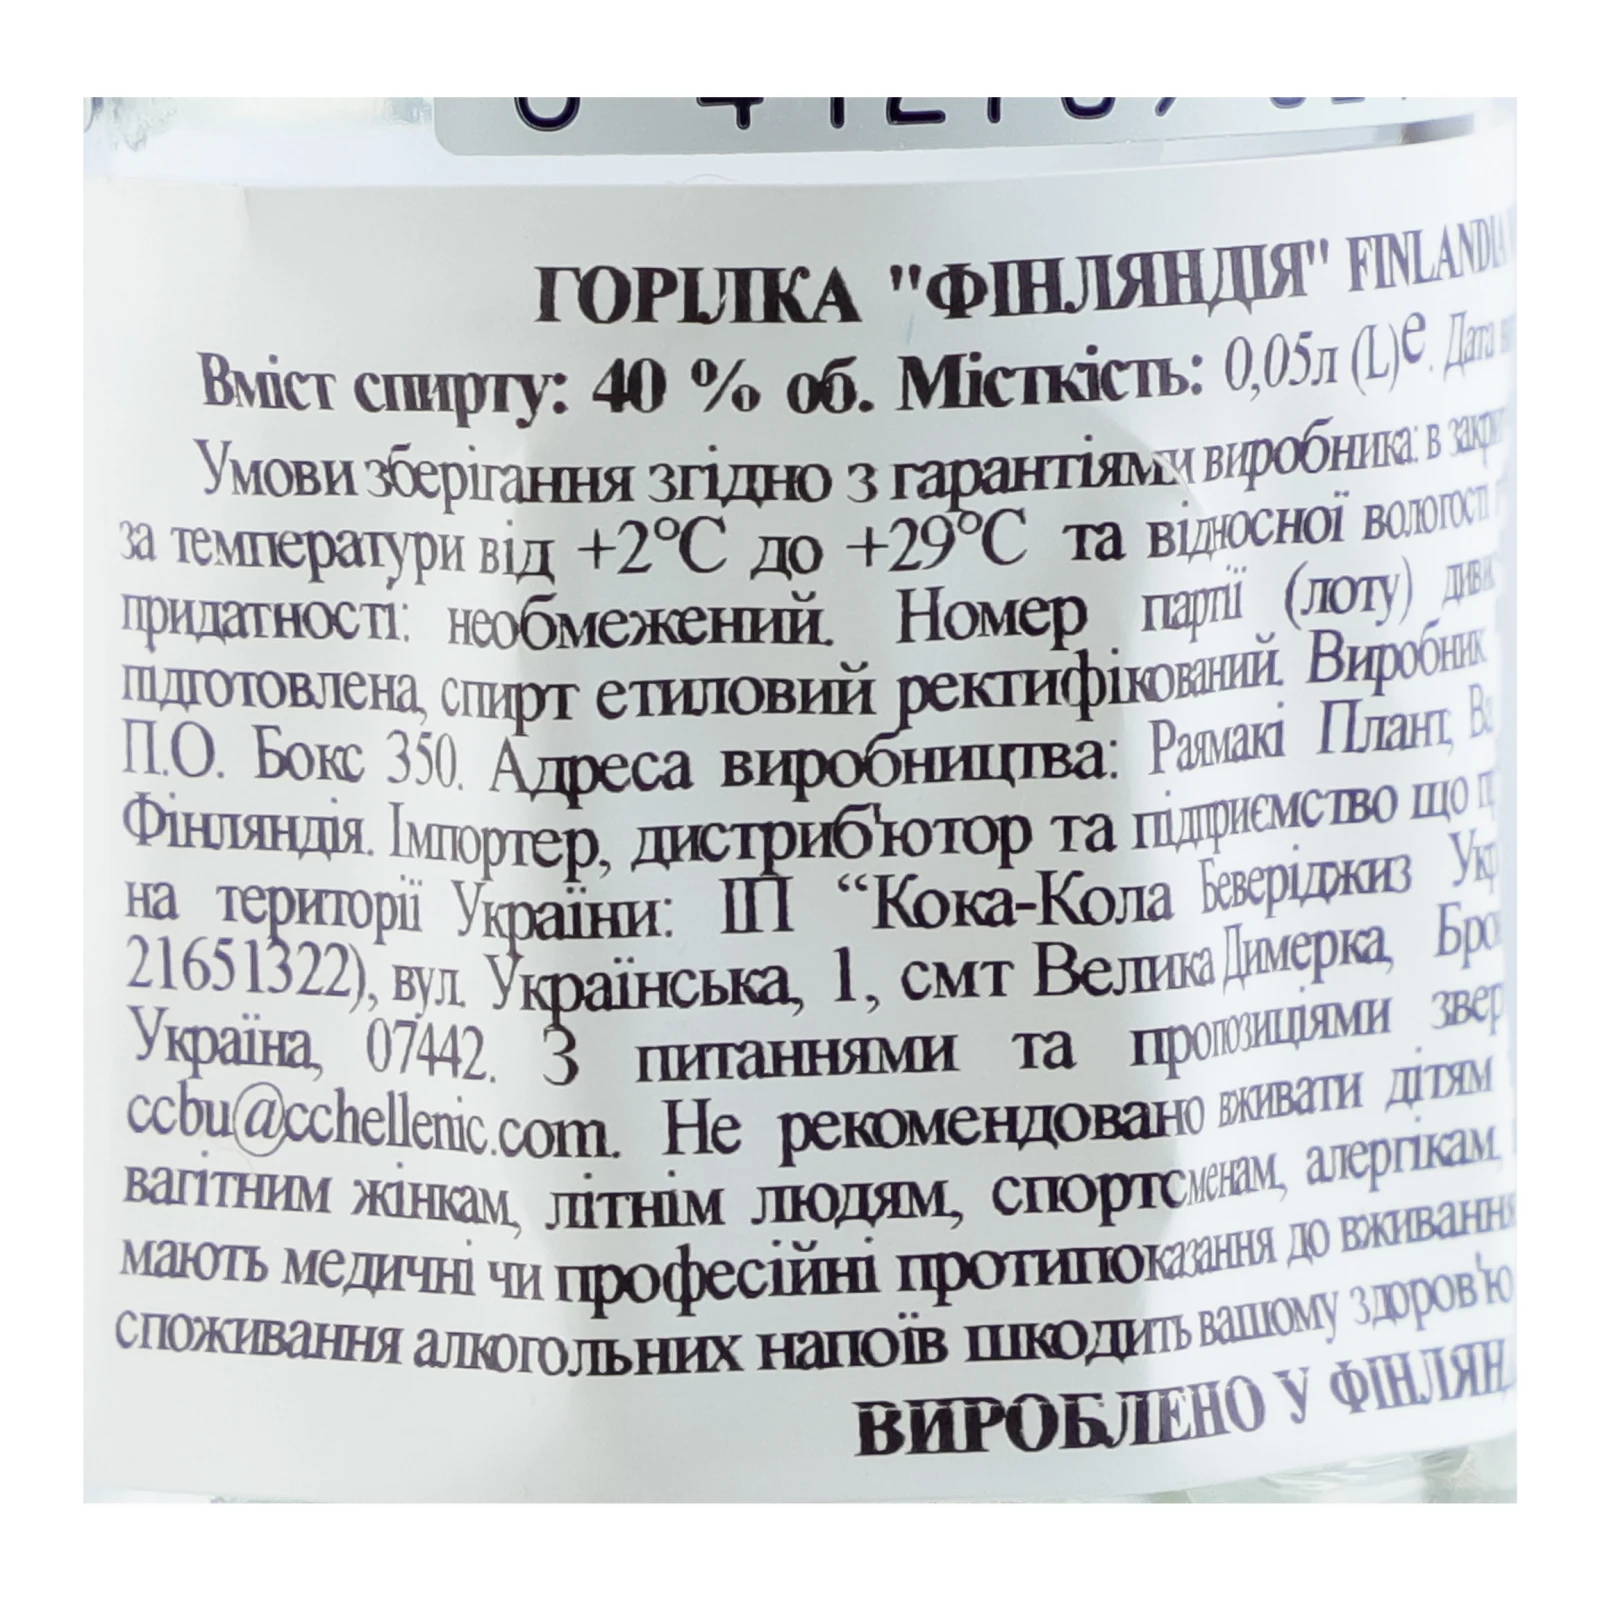 ГОРІЛКА "ФІНЛЯНДІЯ" FINLANDIA
Вміст спирту: 40 % об. Місткість: 0,05л (L)e. Дата
Умови зберігання згідно з гарантіями виробника: в
за температури від +2°C до +29°C та відносної вологості
придатності: необмежений. Номер партії (лоту)
підготовлена, спирт етиловий ректифікований. Виробник
П.О. Бокс 350. Адреса виробництва: Раямакі Плант,
Фінляндія. Імпортер, дистриб'ютор та підприємство що
на території України: ІП “Кока-Кола Беверіджиз
21651322), вул. Українська, 1, смт Велика Димерка,
Україна, 07442. З питаннями та пропозиціями
ccbu@cchellenic.com. Не рекомендовано вживати дітям
вагітним жінкам, літнім людям, спортсменам, алергікам,
мають медичні чи професійні протипоказання до вживання
споживання алкогольних напоїв шкодить вашому здоров'ю
ВИРОБЛЕНО У